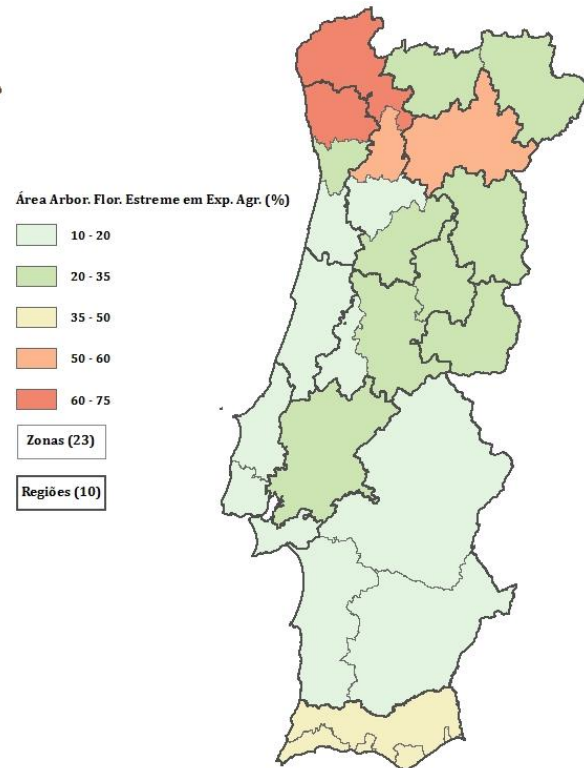 Área Arbor. Flor. Estreme em Exp. Agr. (%)
10 - 20
20 - 35
35 - 50
50 - 60
60 - 75
Zonas (23)
Regiões (10)